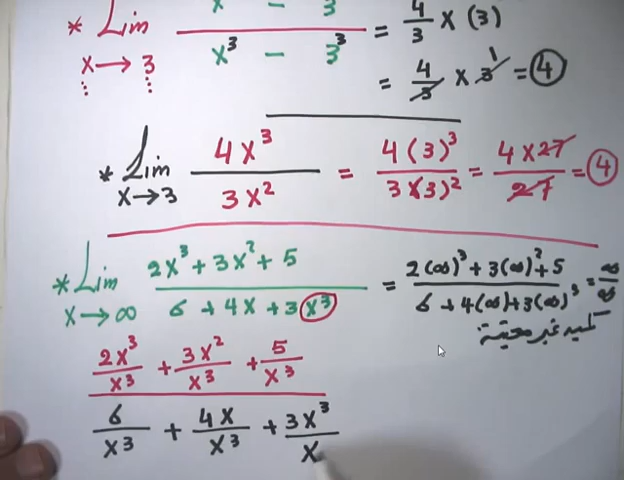 * Lim x→3 (x - 3)/(x³ - 3³) = 4/3 × (3)
= 4/3 × 3 1 = 4
* Lim x→3 4x³/3x² = 4(3)³/3(3)² = 4×27/27 = 4
* Lim x→∞ (2x³ + 3x² + 5)/(6 + 4x + 3x³) = (2(∞)³ + 3(∞)² + 5)/(6 + 4(∞) + 3(∞)³) = ∞/∞
كمية غير معينة
2x³/x³ + 3x²/x³ + 5/x³
6/x³ + 4x/x³ + 3x³/x